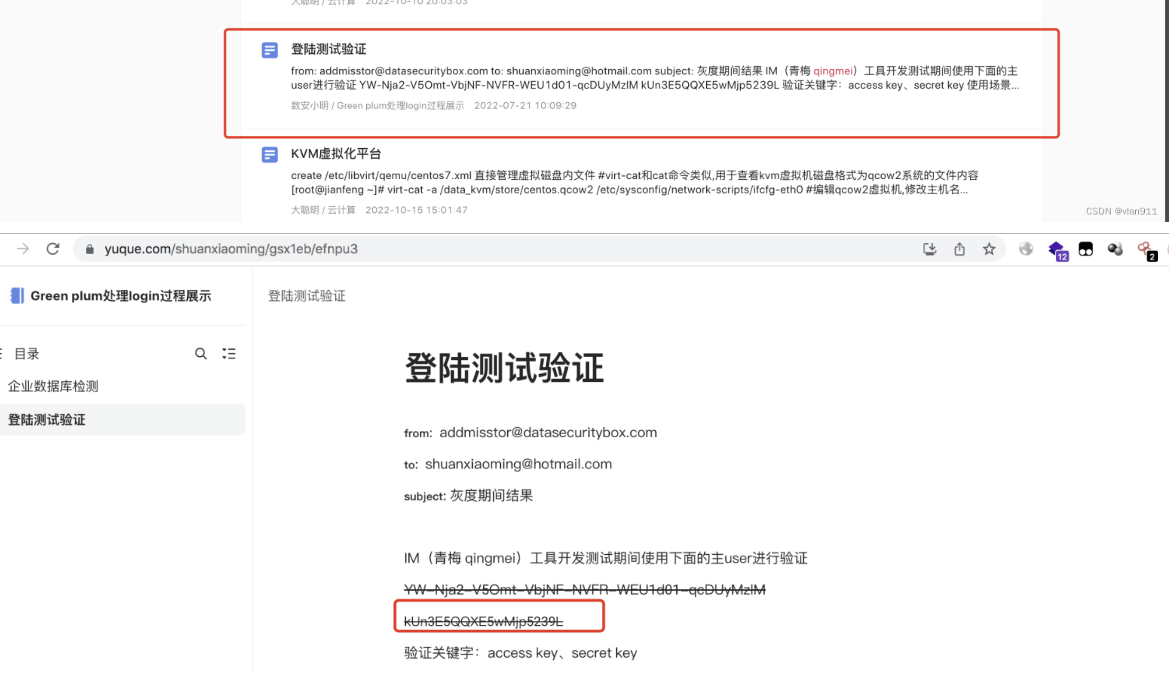 大聪明 / 云计算 2022-10-10 20:03:03
登陆测试验证
from: addmisstor@datasecuritybox.com to: shuanxiaoming@hotmail.com subject: 灰度期间结果 IM（青梅 qingmei）工具开发测试期间使用下面的主
user进行验证 YW-Nja2-V5Omt-VbjNF-NVFR-WEU1d01-qcDUyMzlM kUn3E5QQXE5wMjp5239L 验证关键字：access key、secret key 使用场景...
数安小明 / Green plum处理login过程展示 2022-07-21 10:09:29
KVM虚拟化平台
create /etc/libvirt/qemu/centos7.xml 直接管理虚拟磁盘内文件 #virt-cat和cat命令类似,用于查看kvm虚拟机磁盘格式为qcow2系统的文件内容
[root@jianfeng ~]# virt-cat -a /data_kvm/store/centos.qcow2 /etc/sysconfig/network-scripts/ifcfg-eth0 #编辑qcow2虚拟机,修改主机名...
大聪明 / 云计算 2022-10-15 15:01:47
CSDN @vlan911
yuque.com/shuanxiaoming/gsx1eb/efnpu3
12
2
Green plum处理login过程展示
登陆测试验证
目录
企业数据库检测
登陆测试验证
登陆测试验证
from: addmisstor@datasecuritybox.com
to: shuanxiaoming@hotmail.com
subject: 灰度期间结果
IM（青梅 qingmei）工具开发测试期间使用下面的主user进行验证
YW-Nja2-V5Omt-VbjNF-NVFR-WEU1d01-qcDUyMzlM
kUn3E5QQXE5wMjp5239L
验证关键字：access key、secret key